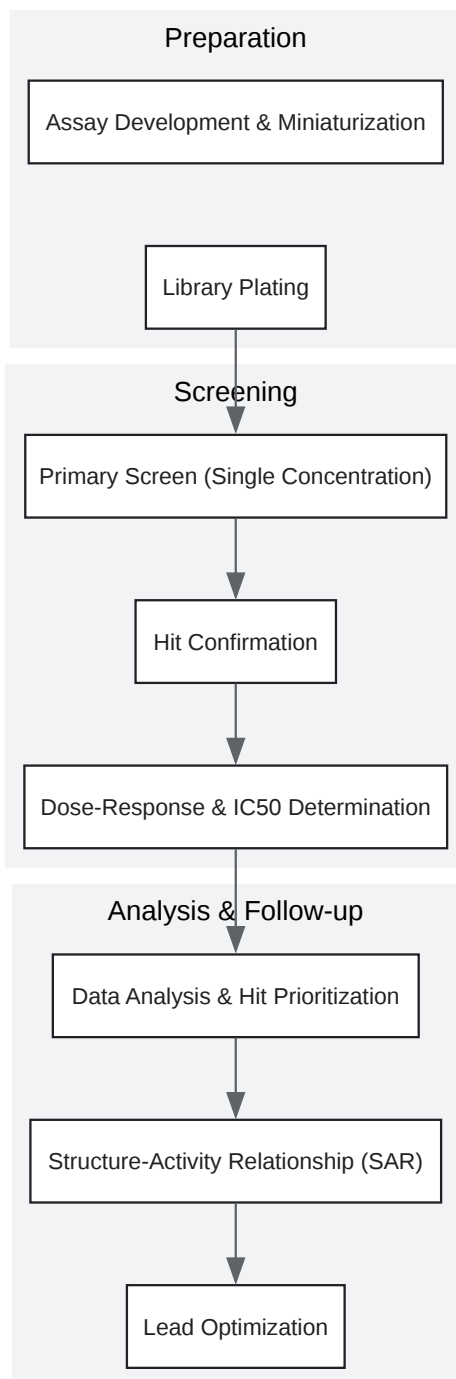 Preparation
Assay Development & Miniaturization
Library Plating
Screening
Primary Screen (Single Concentration)
Hit Confirmation
Dose-Response & IC50 Determination
Analysis & Follow-up
Data Analysis & Hit Prioritization
Structure-Activity Relationship (SAR)
Lead Optimization